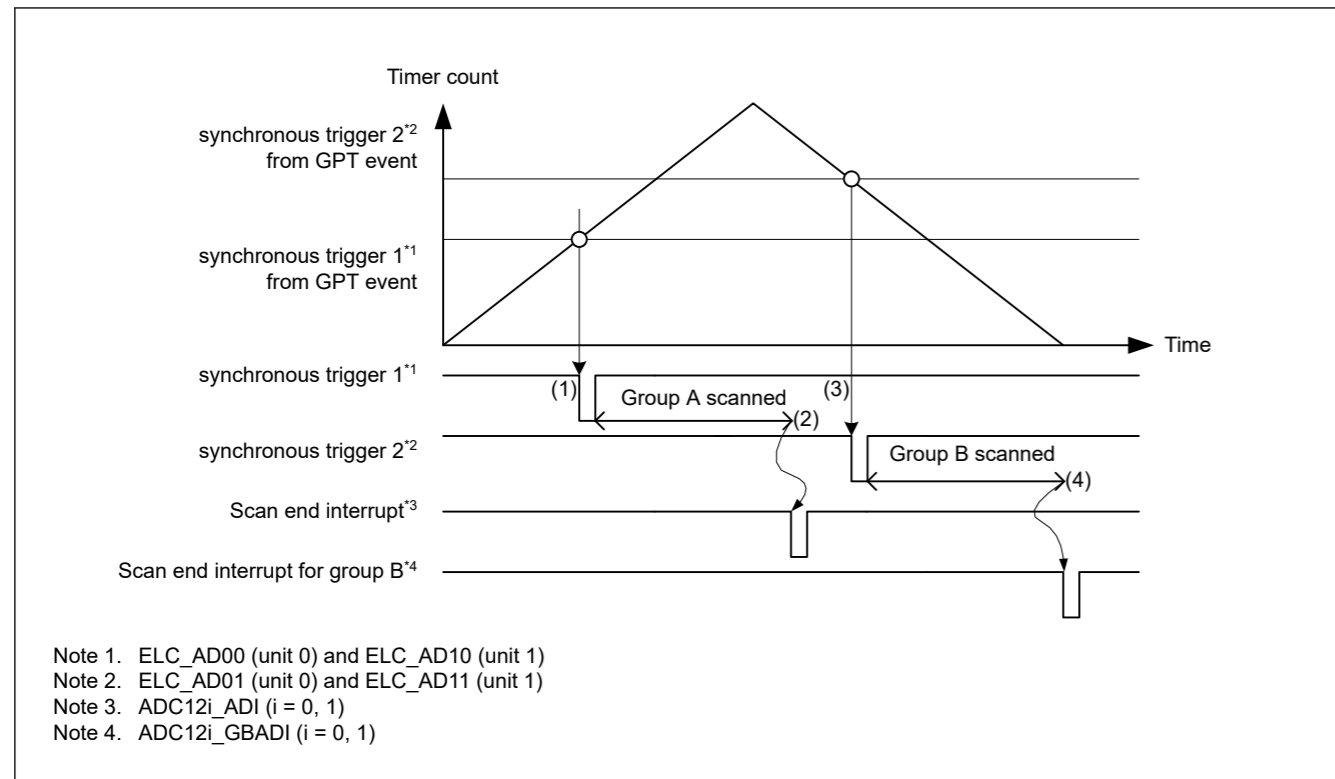 Timer count
synchronous trigger 2*2
from GPT event
synchronous trigger 1*1
from GPT event
Time
synchronous trigger 1*1
(1)
Group A scanned
(2)
(3)
synchronous trigger 2*2
Group B scanned
(4)
Scan end interrupt*3
Scan end interrupt for group B*4
Note 1. ELC_AD00 (unit 0) and ELC_AD10 (unit 1)
Note 2. ELC_AD01 (unit 0) and ELC_AD11 (unit 1)
Note 3. ADC12i_ADI (i = 0, 1)
Note 4. ADC12i_GBADI (i = 0, 1)